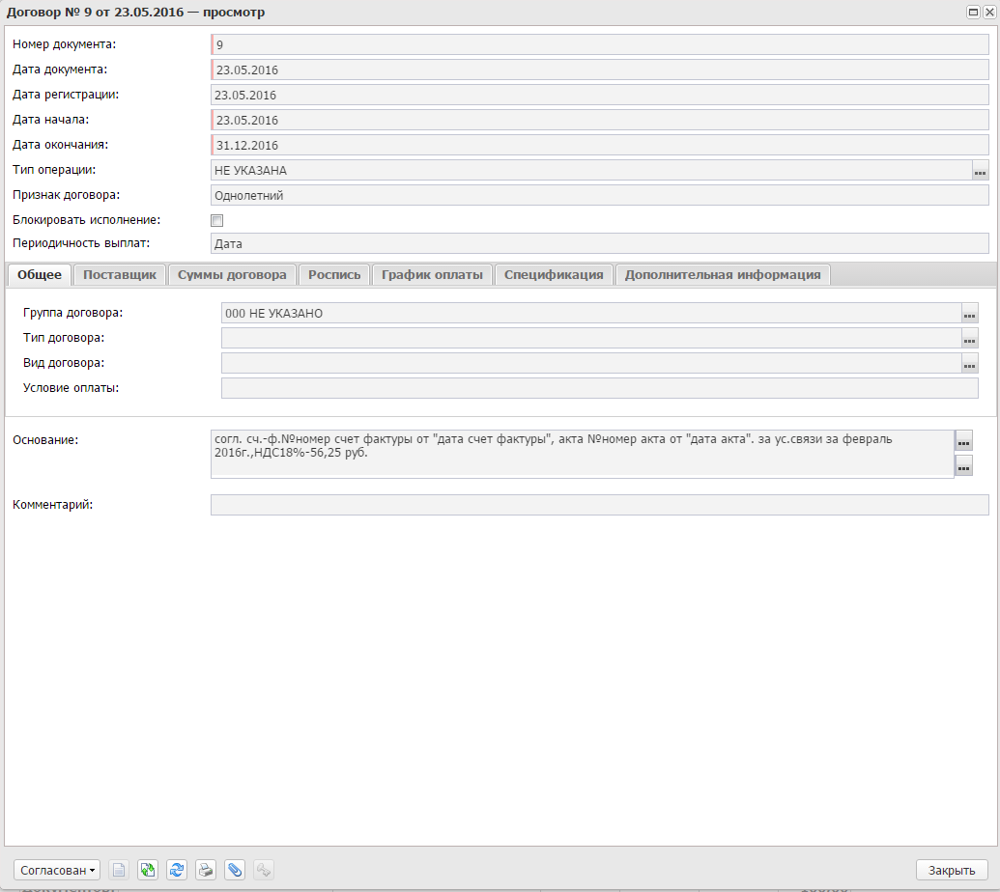 Договор № 9 от 23.05.2016 — просмотр
Номер документа: 9
Дата документа: 23.05.2016
Дата регистрации: 23.05.2016
Дата начала: 23.05.2016
Дата окончания: 31.12.2016
Тип операции: НЕ УКАЗАНА ...
Признак договора: Однолетний
Блокировать исполнение:
Периодичность выплат: Дата
Общее Поставщик Суммы договора Роспись График оплаты Спецификация Дополнительная информация
Группа договора: 000 НЕ УКАЗАНО ...
Тип договора: ...
Вид договора: ...
Условие оплаты:
Основание: согл. сч.-ф.№номер счет фактуры от "дата счет фактуры", акта №номер акта от "дата акта". за ус.связи за февраль ...
2016г.,НДС18%-56,25 руб.
...
Комментарий:
Согласован Закрыть